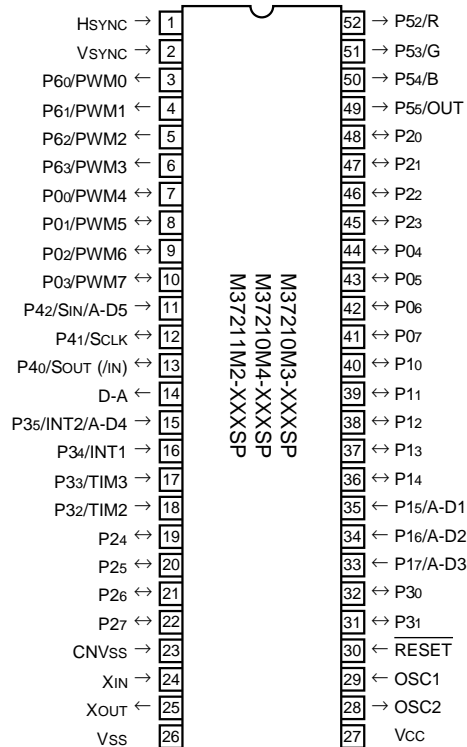 HSYNC → 1
VSYNC → 2
P60/PWM0 ← 3
P61/PWM1 ← 4
P62/PWM2 ← 5
P63/PWM3 ← 6
P00/PWM4 ↔ 7
P01/PWM5 ↔ 8
P02/PWM6 ↔ 9
P03/PWM7 ↔ 10
P42/SIN/A-D5 → 11
P41/SCLK ↔ 12
P40/SOUT (/IN) ↔ 13
D-A ← 14
P35/INT2/A-D4 → 15
P34/INT1 → 16
P33/TIM3 → 17
P32/TIM2 → 18
P24 ↔ 19
P25 ↔ 20
P26 ↔ 21
P27 ↔ 22
CNVSS → 23
XIN → 24
XOUT ← 25
VSS 26
M37210M3-XXXSP
M37210M4-XXXSP
M37211M2-XXXSP
52 → P52/R
51 → P53/G
50 → P54/B
49 → P55/OUT
48 ↔ P20
47 ↔ P21
46 ↔ P22
45 ↔ P23
44 ↔ P04
43 ↔ P05
42 ↔ P06
41 ↔ P07
40 ↔ P10
39 ↔ P11
38 ↔ P12
37 ↔ P13
36 ↔ P14
35 ← P15/A-D1
34 ← P16/A-D2
33 ← P17/A-D3
32 ↔ P30
31 ↔ P31
30 ← RESET
29 ← OSC1
28 → OSC2
27 VCC